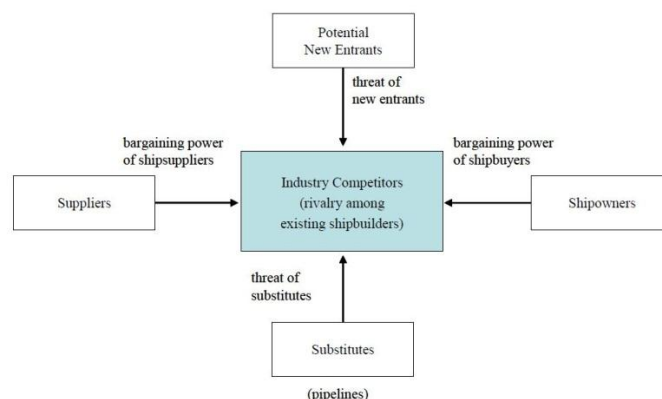 Potential
New Entrants
threat of
new entrants
bargaining power
of shipsuppliers
bargaining power
of shipbuyers
Suppliers
Industry Competitors
(rivalry among
existing shipbuilders)
Shipowners
threat of
substitutes
Substitutes
(pipelines)